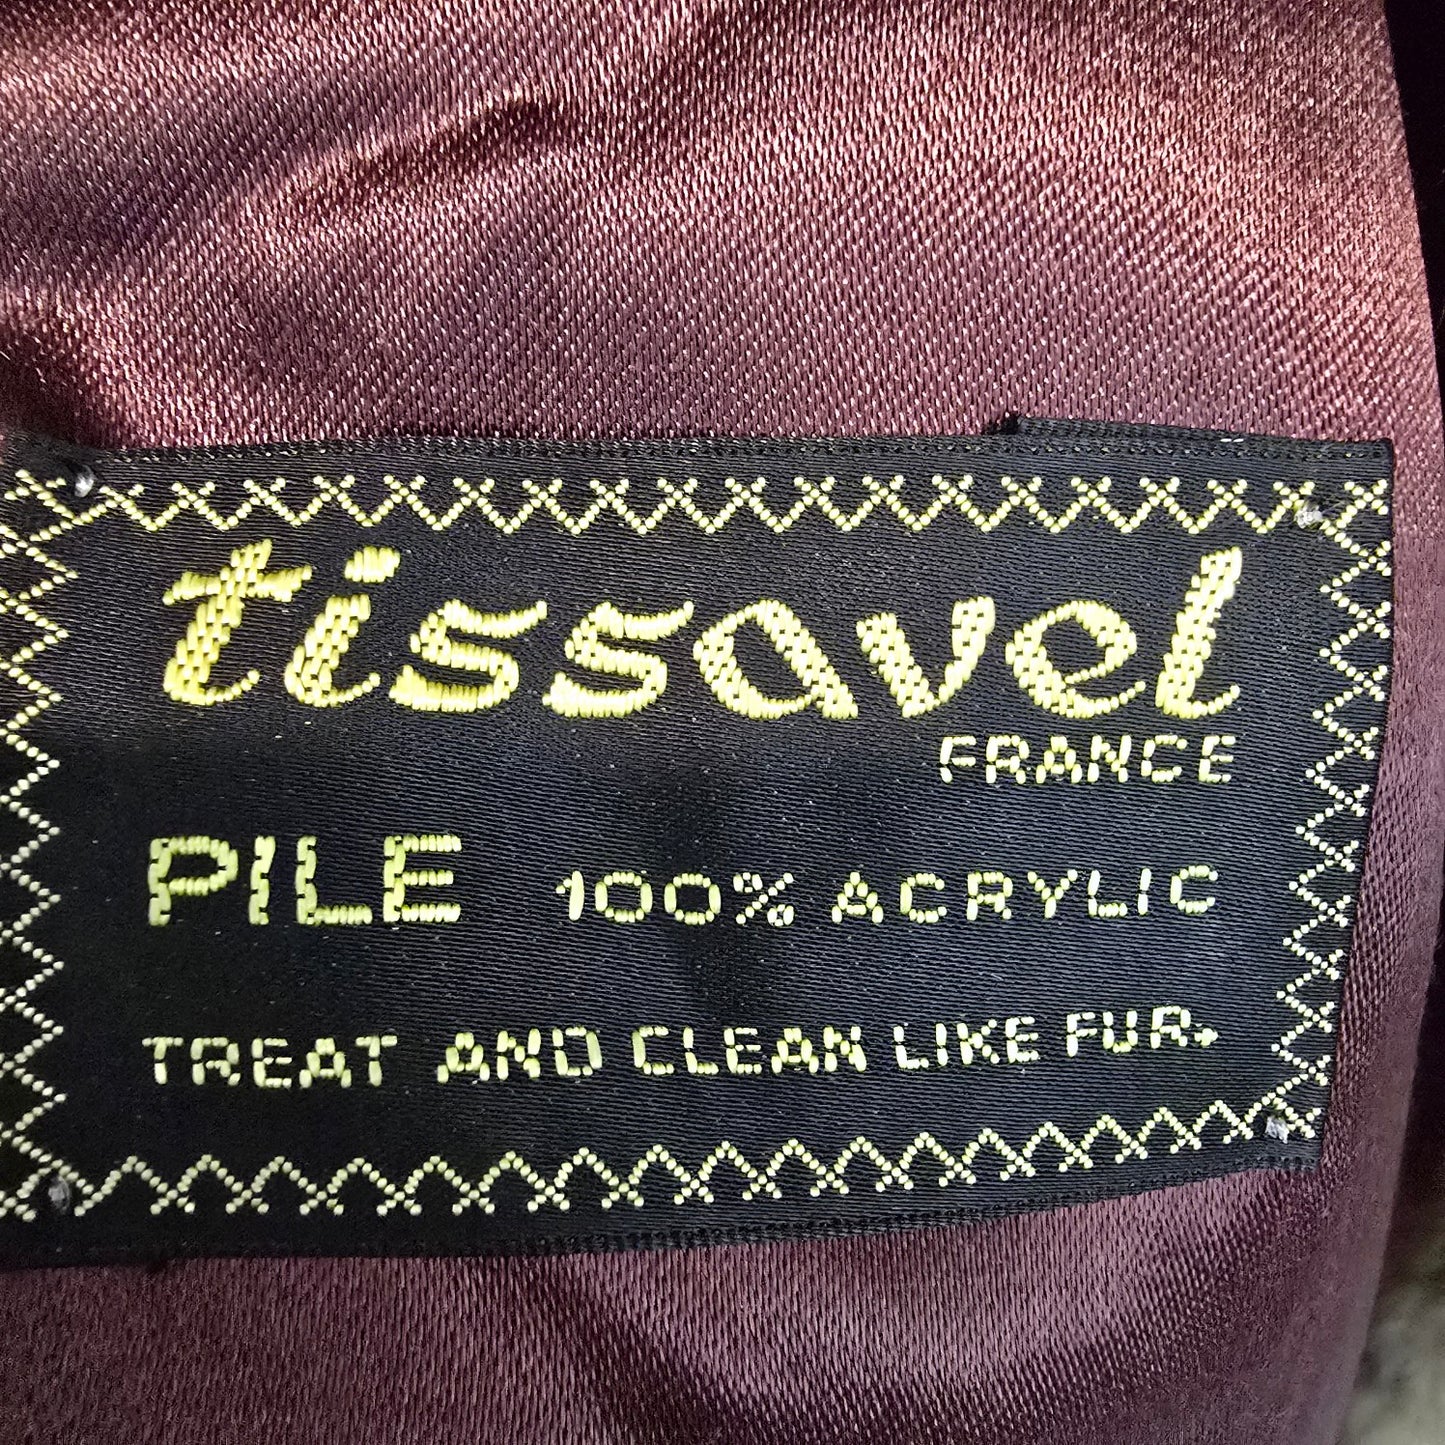 tissavel
FRANCE
PILE 100% ACRYLIC
TREAT AND CLEAN LIKE FUR.